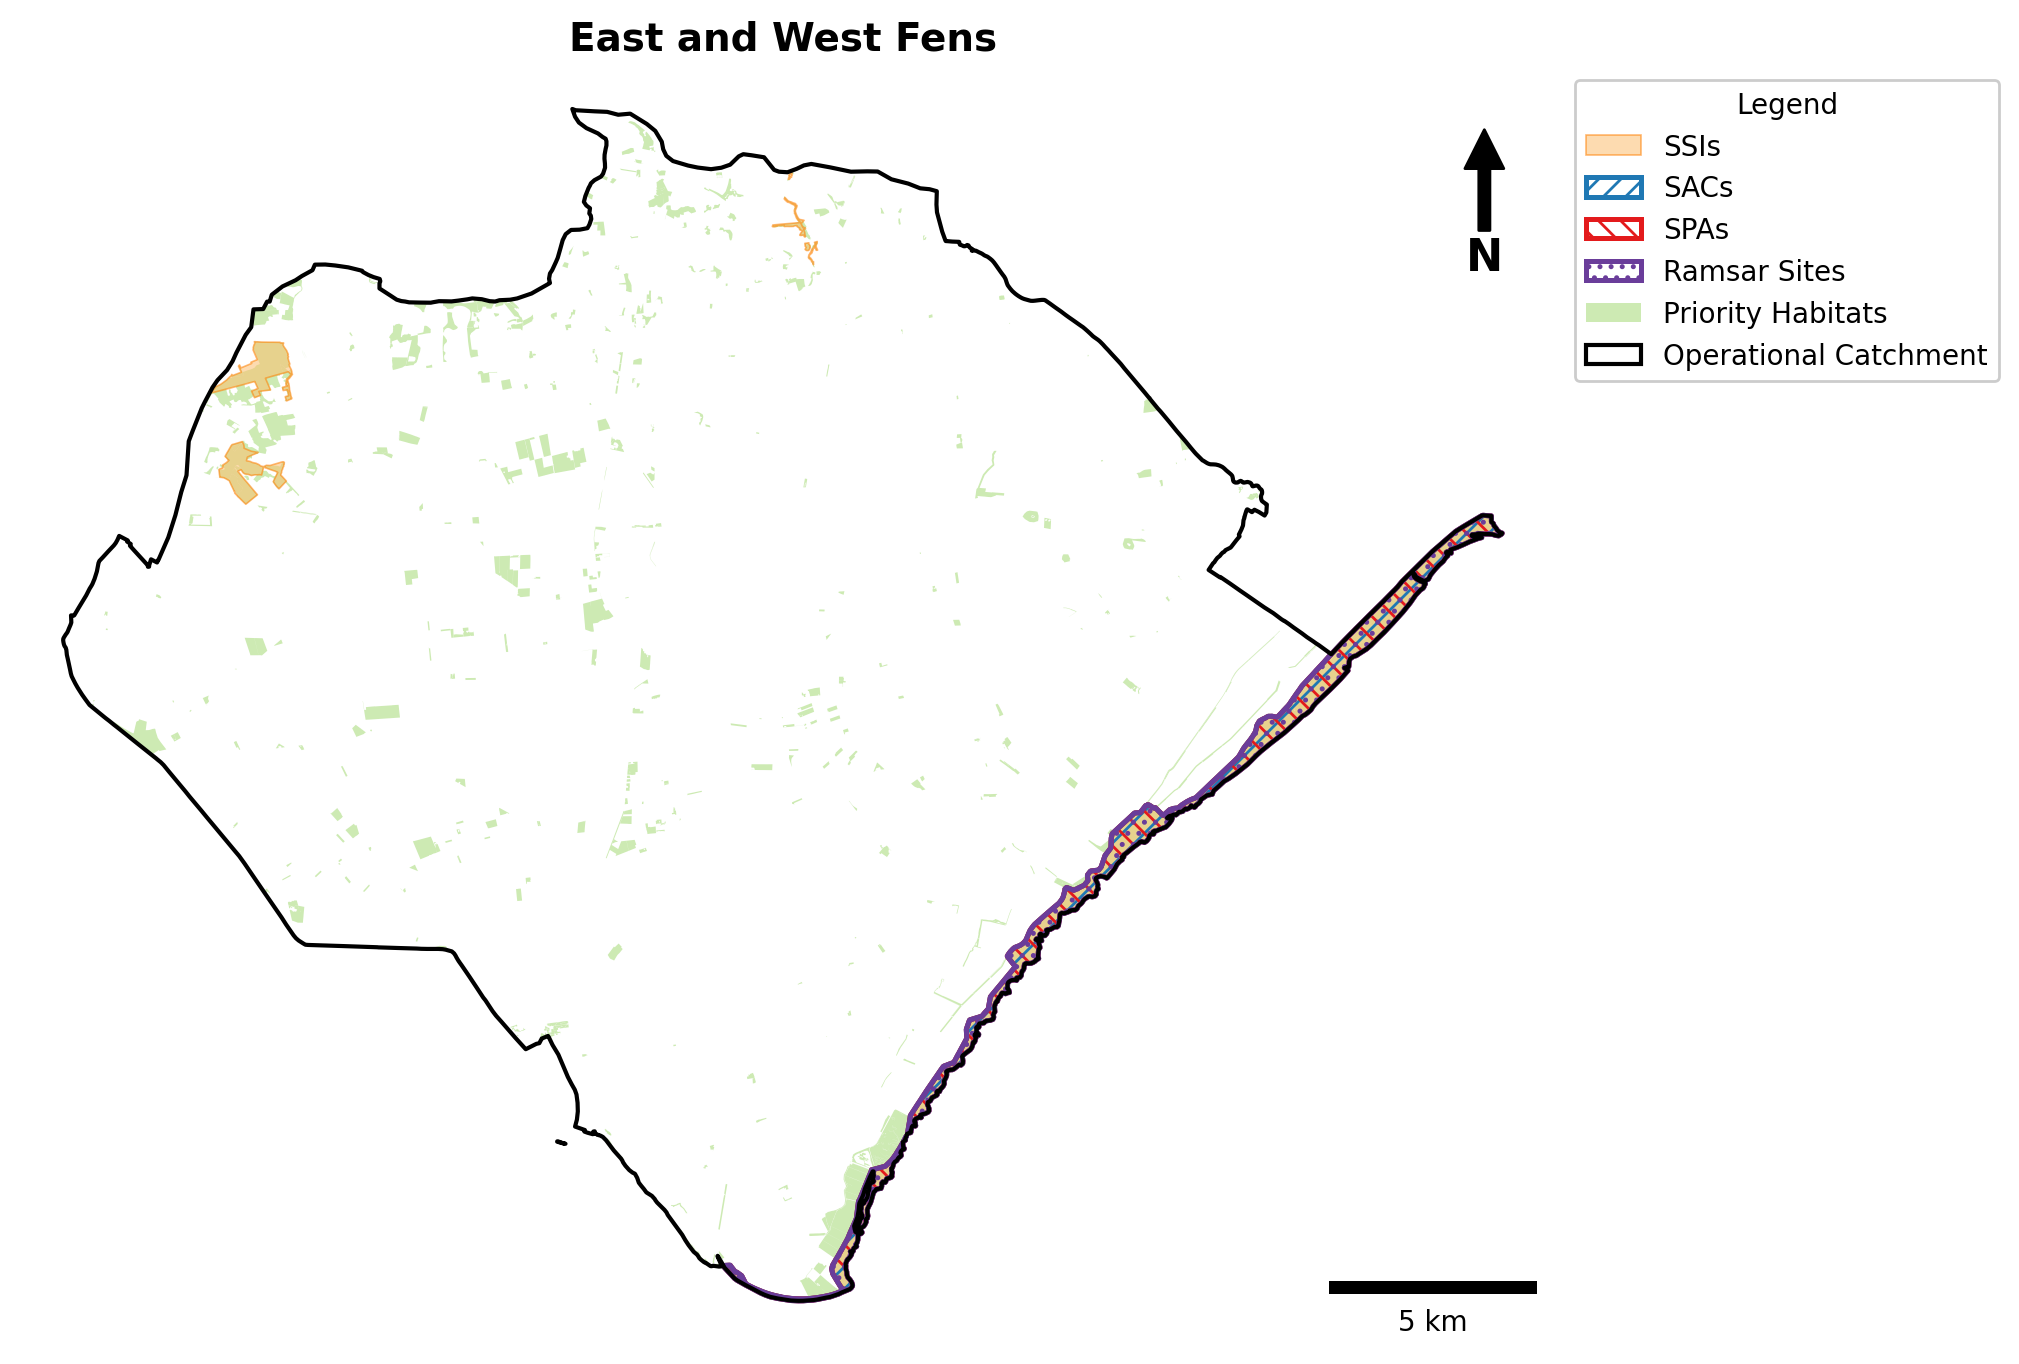 East and West Fens
N
Legend
SSIs
SACs
SPAs
Ramsar Sites
Priority Habitats
Operational Catchment
5 km